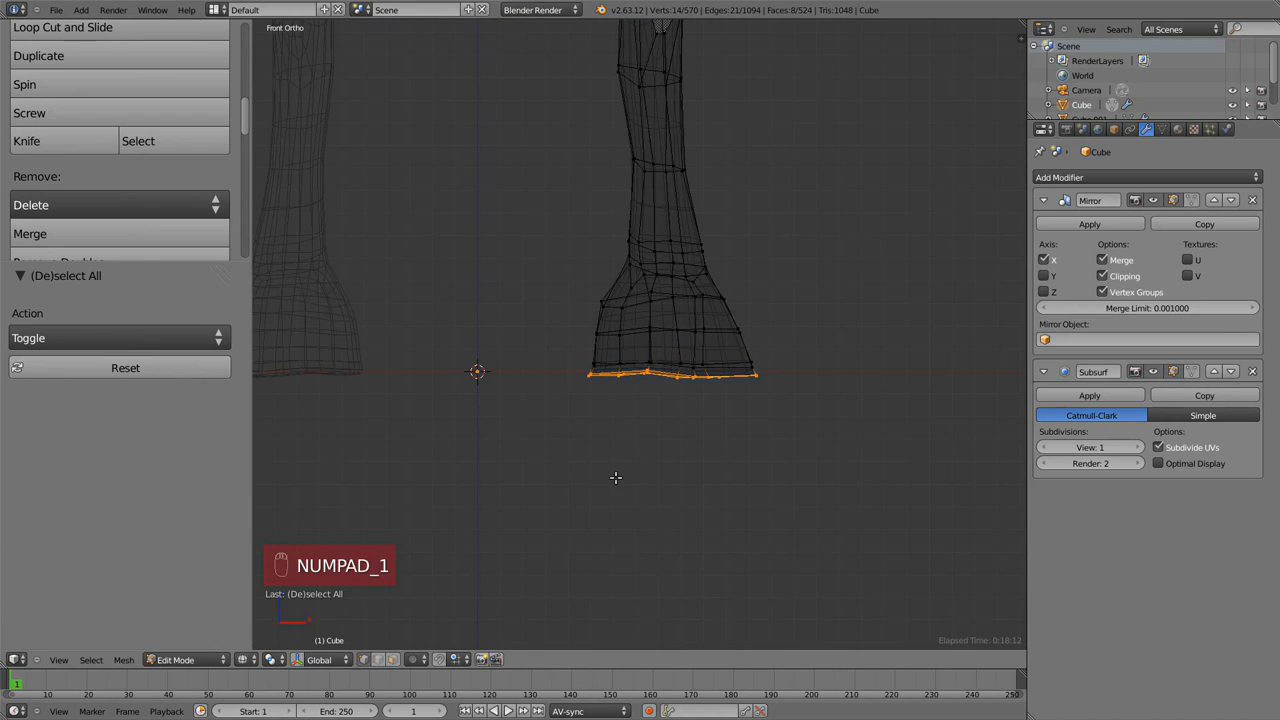 File Add Render Window Help Default Scene Blender Render v2.63.12 | Verts:14/570 | Edges:21/1094 | Faces:8/524 | Tris:1048 | Cube
Loop Cut and Slide
Duplicate
Spin
Screw
Knife Select
Remove:
Delete
Merge
(De)select All
Action
Toggle
Reset
Front Ortho
NUMPAD_1
Last: (De)select All
x
(1) Cube
Elapsed Time: 0:18:12
View Select Mesh Edit Mode Global
1
0 10 20 30 40 50 60 70 80 90 100 110 120 130 140 150 160 170 180 190 200 210 220 230 240 250
View Marker Frame Playback Start: 1 End: 250 1 AV-sync
View Search All Scenes
Scene
RenderLayers
World
Camera
Cube
Cube
Add Modifier
Mirror
Apply Copy
Axis: Options: Textures:
X Merge U
Y Clipping V
Z Vertex Groups
Merge Limit: 0.001000
Mirror Object:
Subsurf
Apply Copy
Catmull-Clark Simple
Subdivisions: Options:
View: 1 Subdivide UVs
Render: 2 Optimal Display